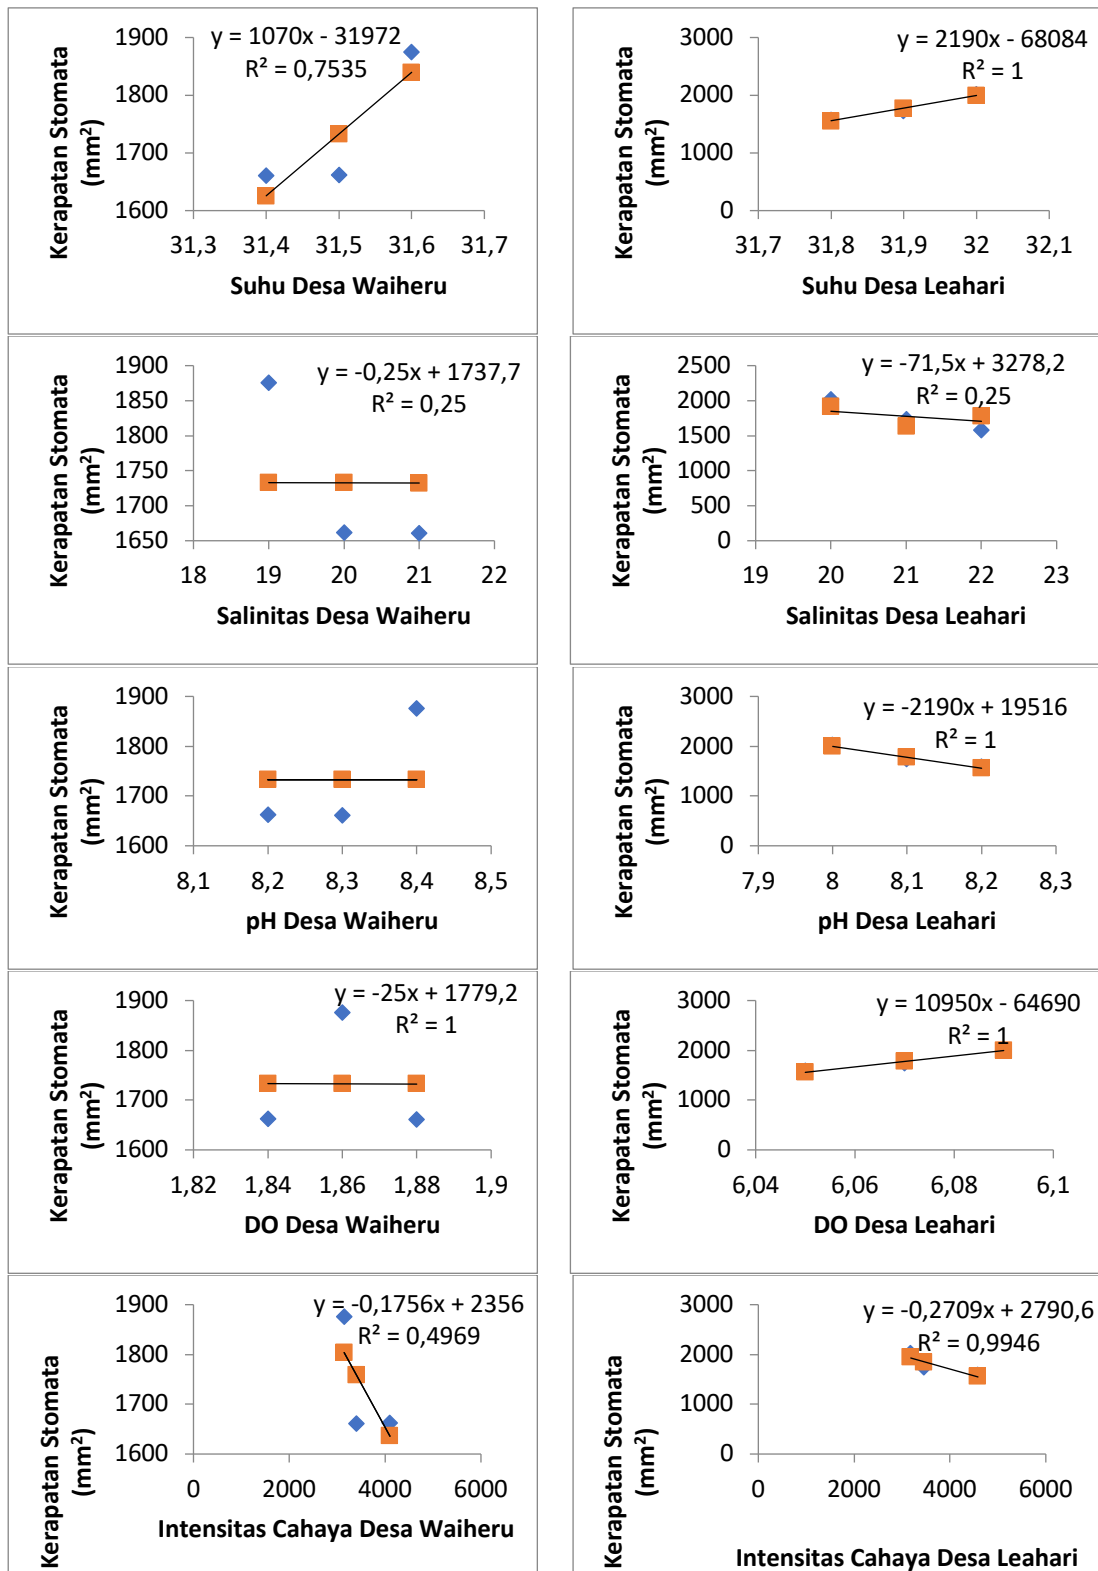 Kerapatan Stomata
(mm²)
1900
1800
1700
1600
y = 1070x - 31972
R² = 0,7535
31,3 31,4 31,5 31,6 31,7
Suhu Desa Waiheru
Kerapatan Stomata
(mm²)
3000
2000
1000
0
y = 2190x - 68084
R² = 1
31,7 31,8 31,9 32 32,1
Suhu Desa Leahari
Kerapatan Stomata
(mm²)
1900
1850
1800
1750
1700
1650
y = -0,25x + 1737,7
R² = 0,25
18 19 20 21 22
Salinitas Desa Waiheru
Kerapatan Stomata
(mm²)
2500
2000
1500
1000
500
0
y = -71,5x + 3278,2
R² = 0,25
19 20 21 22 23
Salinitas Desa Leahari
Kerapatan Stomata
(mm²)
1900
1800
1700
1600
8,1 8,2 8,3 8,4 8,5
pH Desa Waiheru
Kerapatan Stomata
(mm²)
3000
2000
1000
0
y = -2190x + 19516
R² = 1
7,9 8 8,1 8,2 8,3
pH Desa Leahari
Kerapatan Stomata
(mm²)
1900
1800
1700
1600
y = -25x + 1779,2
R² = 1
1,82 1,84 1,86 1,88 1,9
DO Desa Waiheru
Kerapatan Stomata
(mm²)
3000
2000
1000
0
y = 10950x - 64690
R² = 1
6,04 6,06 6,08 6,1
DO Desa Leahari
Kerapatan Stomata
(mm²)
1900
1800
1700
1600
y = -0,1756x + 2356
R² = 0,4969
0 2000 4000 6000
Intensitas Cahaya Desa Waiheru
Kerapatan Stomata
(mm²)
3000
2000
1000
0
y = -0,2709x + 2790,6
R² = 0,9946
0 2000 4000 6000
Intensitas Cahaya Desa Leahari